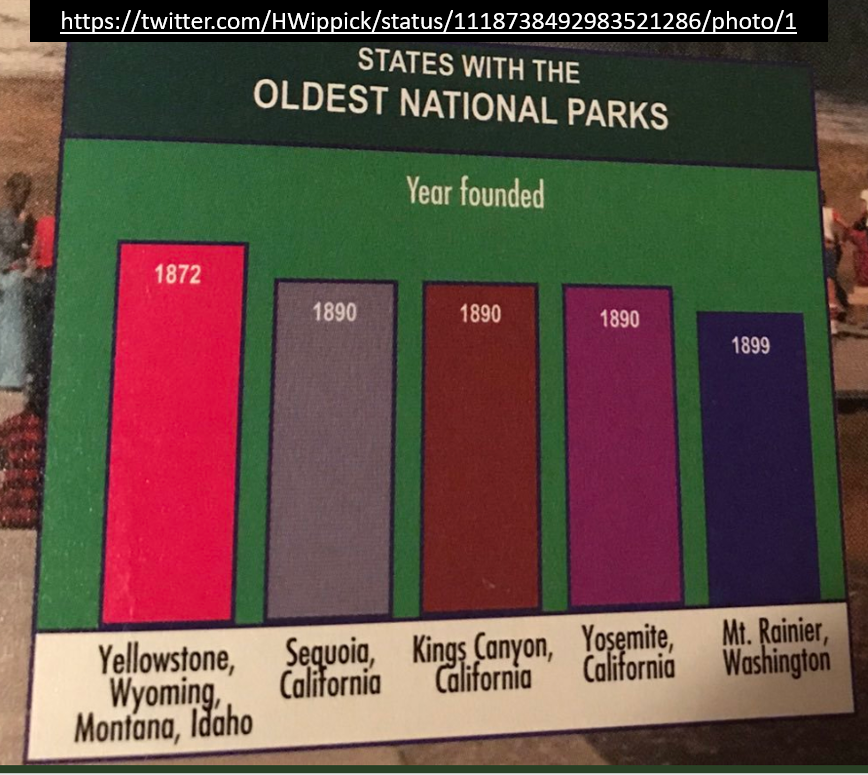 https://twitter.com/HWippick/status/1118738492983521286/photo/1
STATES WITH THE
OLDEST NATIONAL PARKS
Year founded
1872
1890
1890
1890
1899
Yellowstone,
Wyoming,
Montana, Idaho
Sequoia,
California
Kings Canyon,
California
Yosemite,
California
Mt. Rainier,
Washington